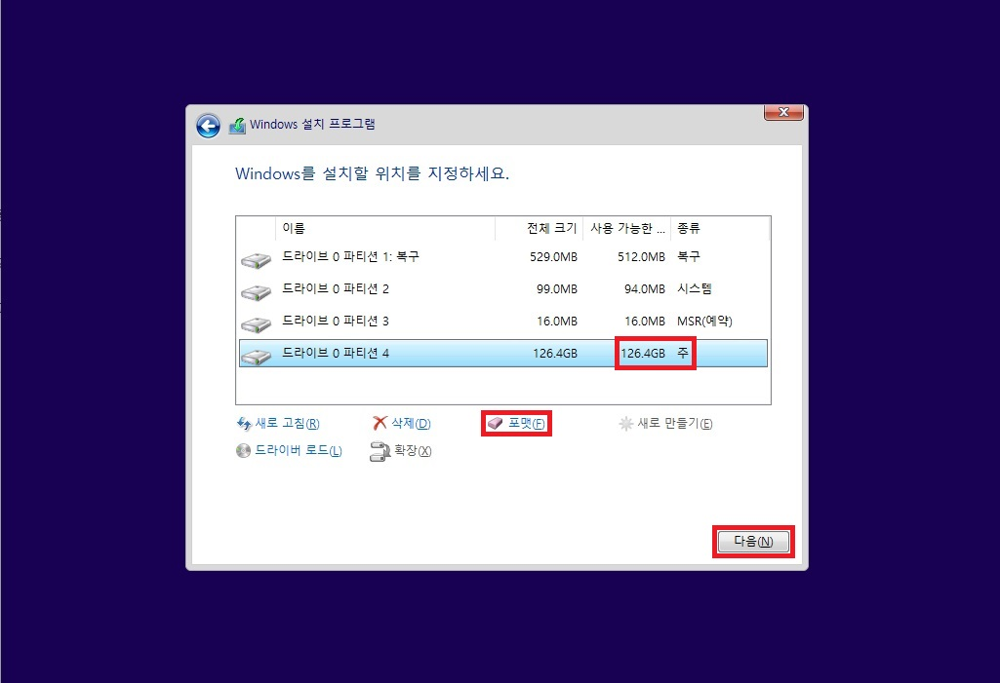 Windows 설치 프로그램
Windows를 설치할 위치를 지정하세요.
이름 전체 크기 사용 가능한 ... 종류
드라이브 0 파티션 1: 복구 529.0MB 512.0MB 복구
드라이브 0 파티션 2 99.0MB 94.0MB 시스템
드라이브 0 파티션 3 16.0MB 16.0MB MSR(예약)
드라이브 0 파티션 4 126.4GB 126.4GB 주
새로 고침(R) 삭제(D) 포맷(F) 새로 만들기(E)
드라이버 로드(L) 확장(X)
다음(N)